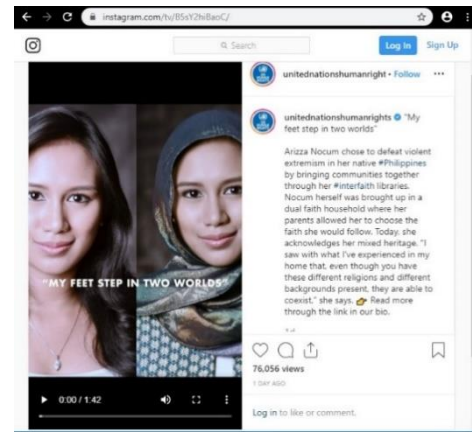 instagram.com/tv/B5sY2hiBaoC/
Search
Log In
Sign Up
unitednationshumanright • Follow •••
unitednationshumanrights "My
feet step in two worlds"
Arizza Nocum chose to defeat violent
extremism in her native #Philippines
by bringing communities together
through her #interfaith libraries.
Nocum herself was brought up in a
dual faith household where her
parents allowed her to choose the
faith she would follow. Today, she
acknowledges her mixed heritage. "I
saw with what I've experienced in my
home that, even though you have
these different religions and different
backgrounds present, they are able to
coexist." she says. 👉 Read more
through the link in our bio.
"MY FEET STEP IN TWO WORLDS"
76,056 views
1 DAY AGO
0:00 / 1:42
Log in to like or comment.